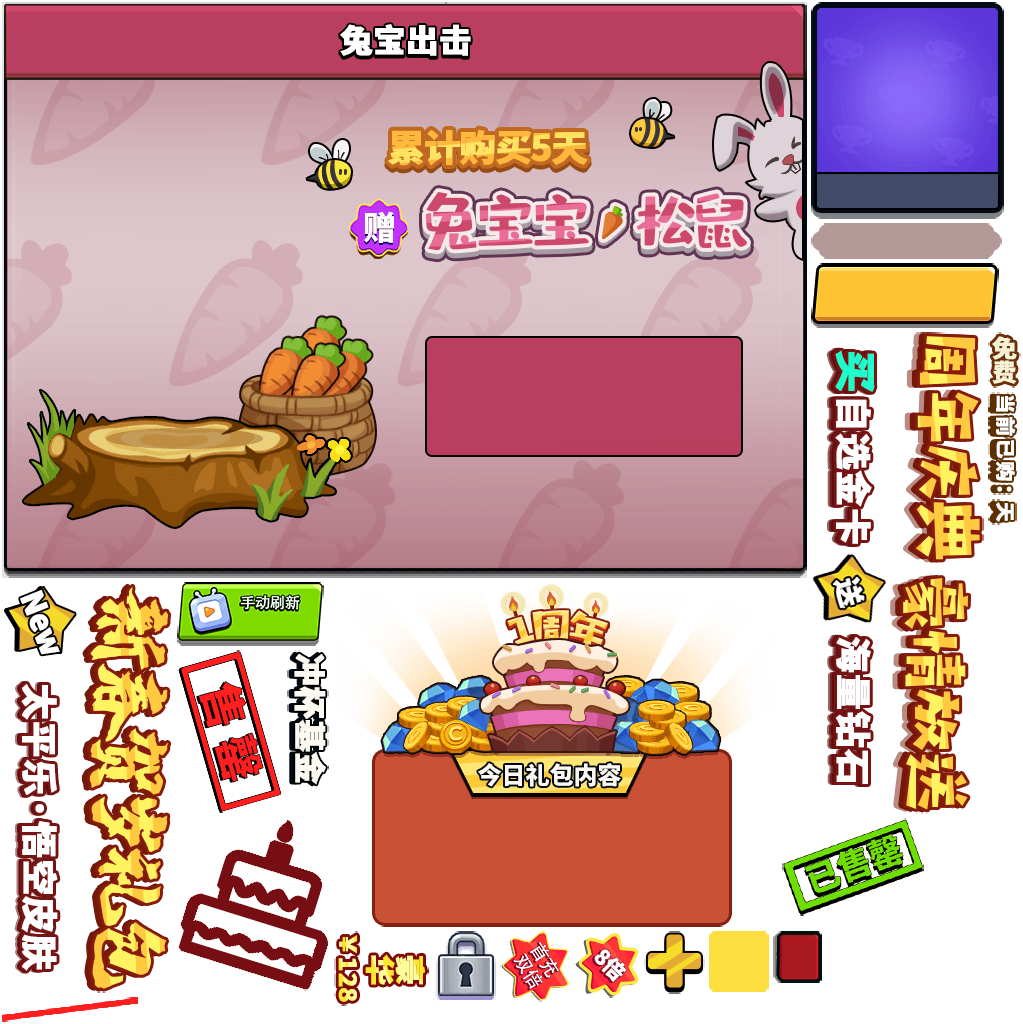 兔宝出击
累计购买5天
赠
兔宝宝
松鼠
免费
当前已购: 天
周年庆典
买自选金卡
送
豪情放送
海量钻石
New
新春贺岁礼包
太平乐·悟空皮肤
手动刷新
售罄
冲杯基金
1周年
今日礼包内容
已售罄
¥128
豪华
首充
双倍
8倍